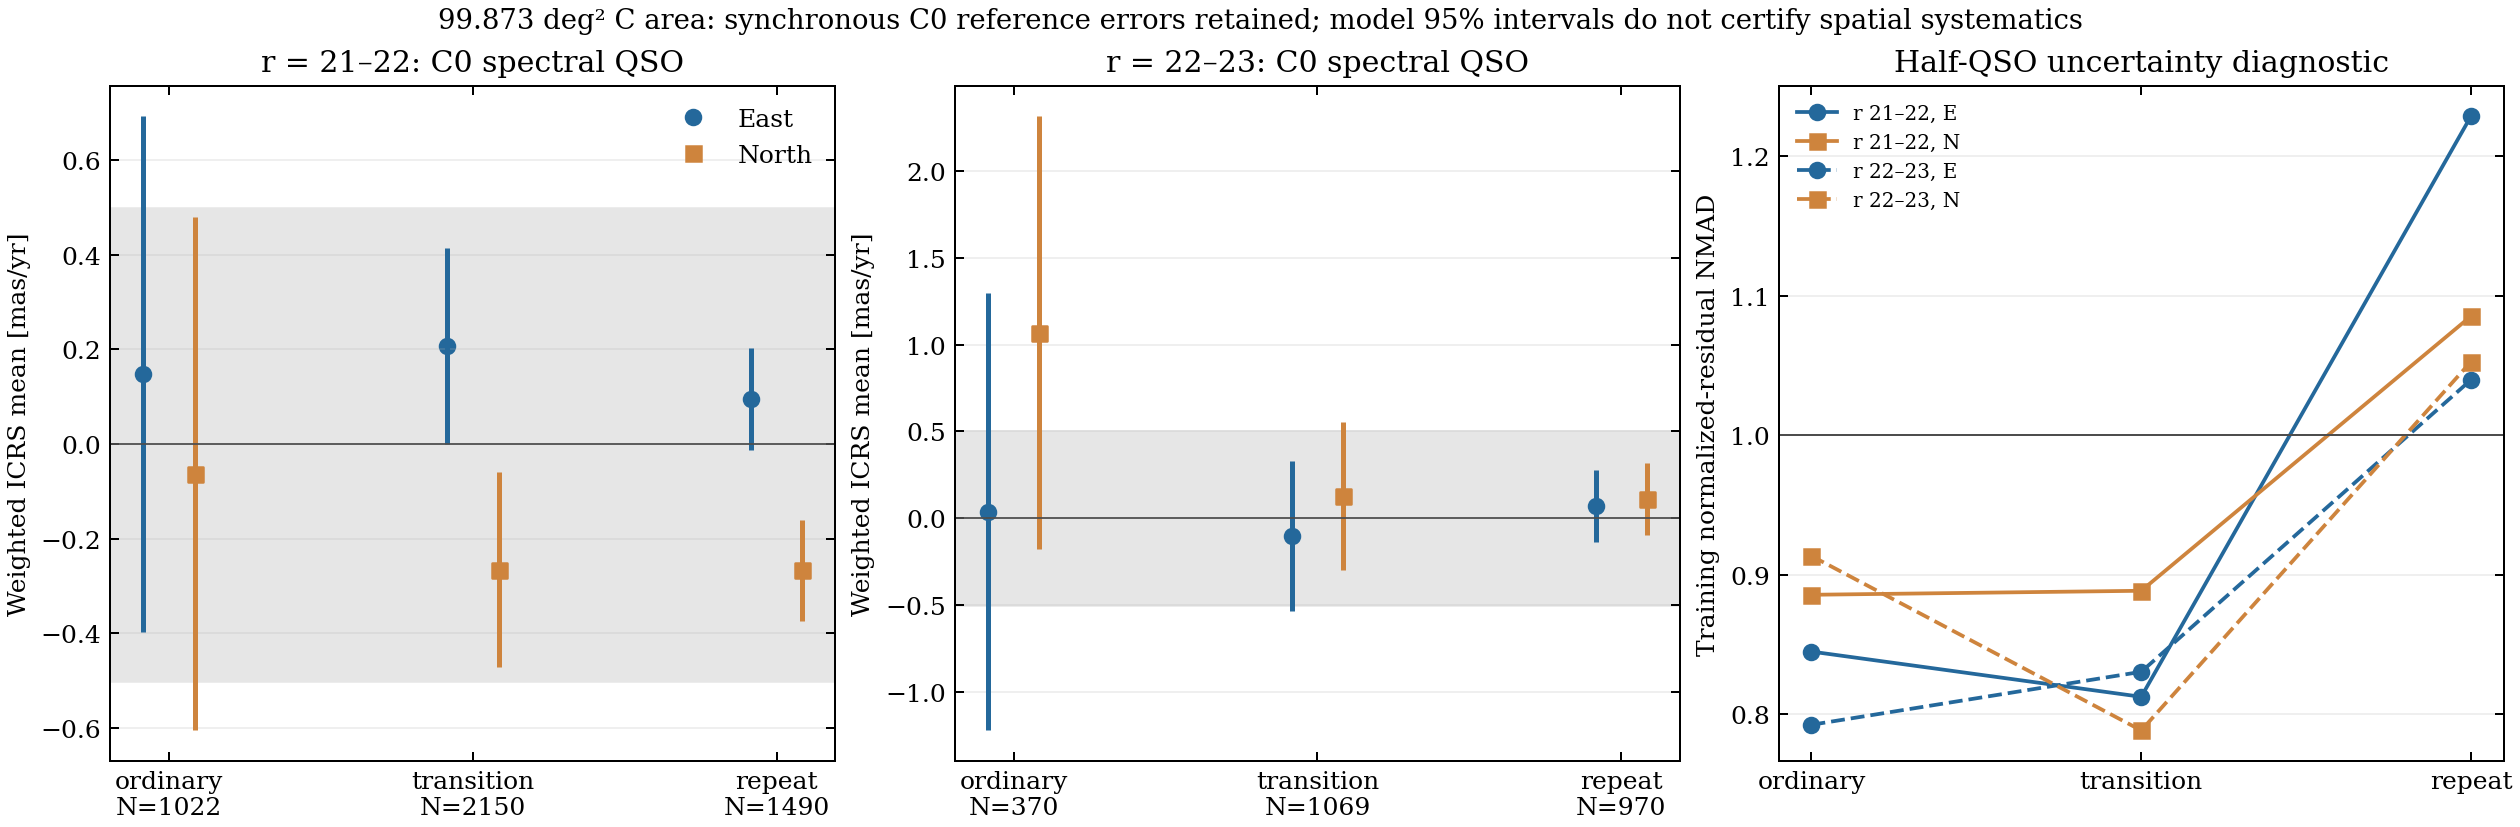 99.873 deg² C area: synchronous C0 reference errors retained; model 95% intervals do not certify spatial systematics
r = 21–22: C0 spectral QSO
Weighted ICRS mean [mas/yr]
0.6
0.4
0.2
0.0
−0.2
−0.4
−0.6
East
North
ordinary
N=1022
transition
N=2150
repeat
N=1490
r = 22–23: C0 spectral QSO
Weighted ICRS mean [mas/yr]
2.0
1.5
1.0
0.5
0.0
−0.5
−1.0
ordinary
N=370
transition
N=1069
repeat
N=970
Half-QSO uncertainty diagnostic
Training normalized-residual NMAD
1.2
1.1
1.0
0.9
0.8
r 21–22, E
r 21–22, N
r 22–23, E
r 22–23, N
ordinary
transition
repeat